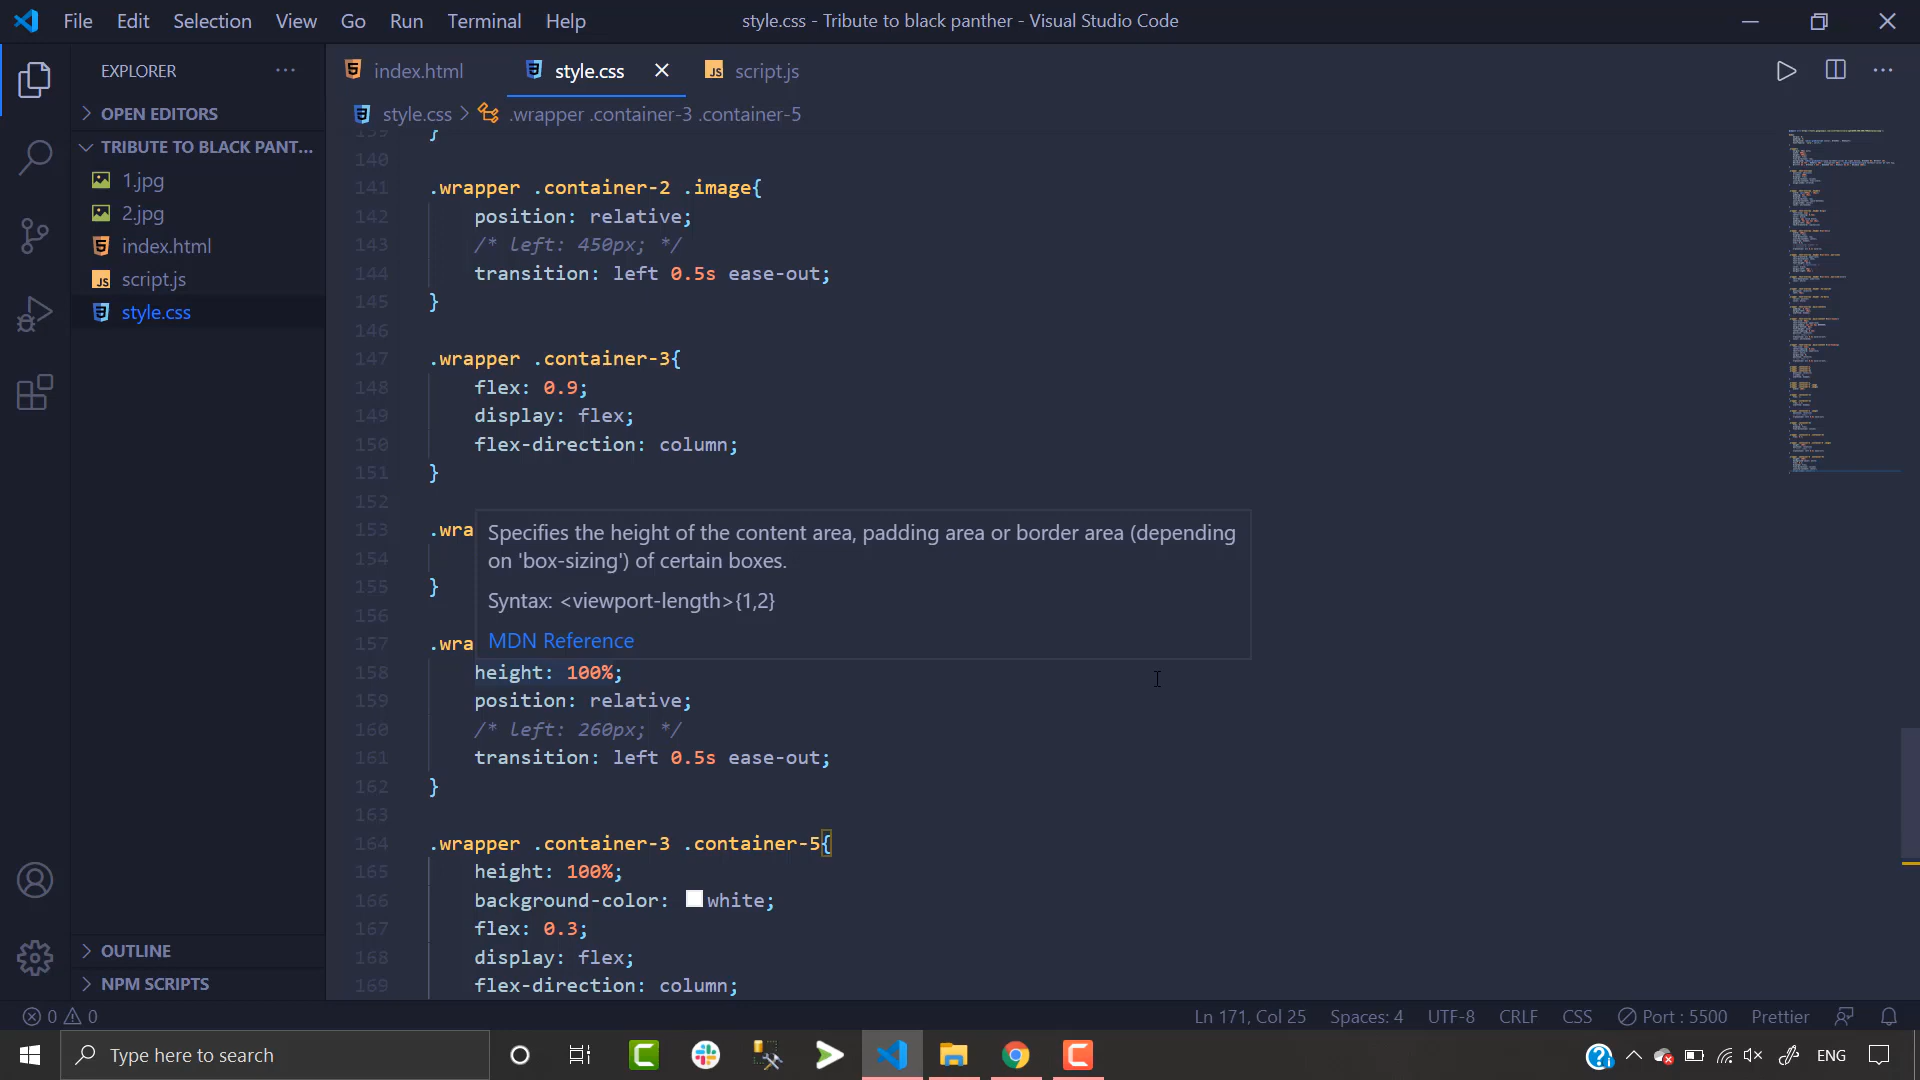 File Edit Selection View Go Run Terminal Help
style.css - Tribute to black panther - Visual Studio Code
EXPLORER
OPEN EDITORS
TRIBUTE TO BLACK PANT...
1.jpg
2.jpg
index.html
JS script.js
style.css
OUTLINE
NPM SCRIPTS
index.html
style.css
JS script.js
style.css > .wrapper .container-3 .container-5
139 }
140
141 .wrapper .container-2 .image{
142 position: relative;
143 /* left: 450px; */
144 transition: left 0.5s ease-out;
145 }
146
147 .wrapper .container-3{
148 flex: 0.9;
149 display: flex;
150 flex-direction: column;
151 }
152
153 .wra
154
155 }
156
157 .wra
Specifies the height of the content area, padding area or border area (depending
on 'box-sizing') of certain boxes.
Syntax: <viewport-length>{1,2}
MDN Reference
158 height: 100%;
159 position: relative;
160 /* left: 260px; */
161 transition: left 0.5s ease-out;
162 }
163
164 .wrapper .container-3 .container-5{
165 height: 100%;
166 background-color: white;
167 flex: 0.3;
168 display: flex;
169 flex-direction: column;
0 0
Ln 171, Col 25 Spaces: 4 UTF-8 CRLF CSS Port : 5500 Prettier
Type here to search
ENG